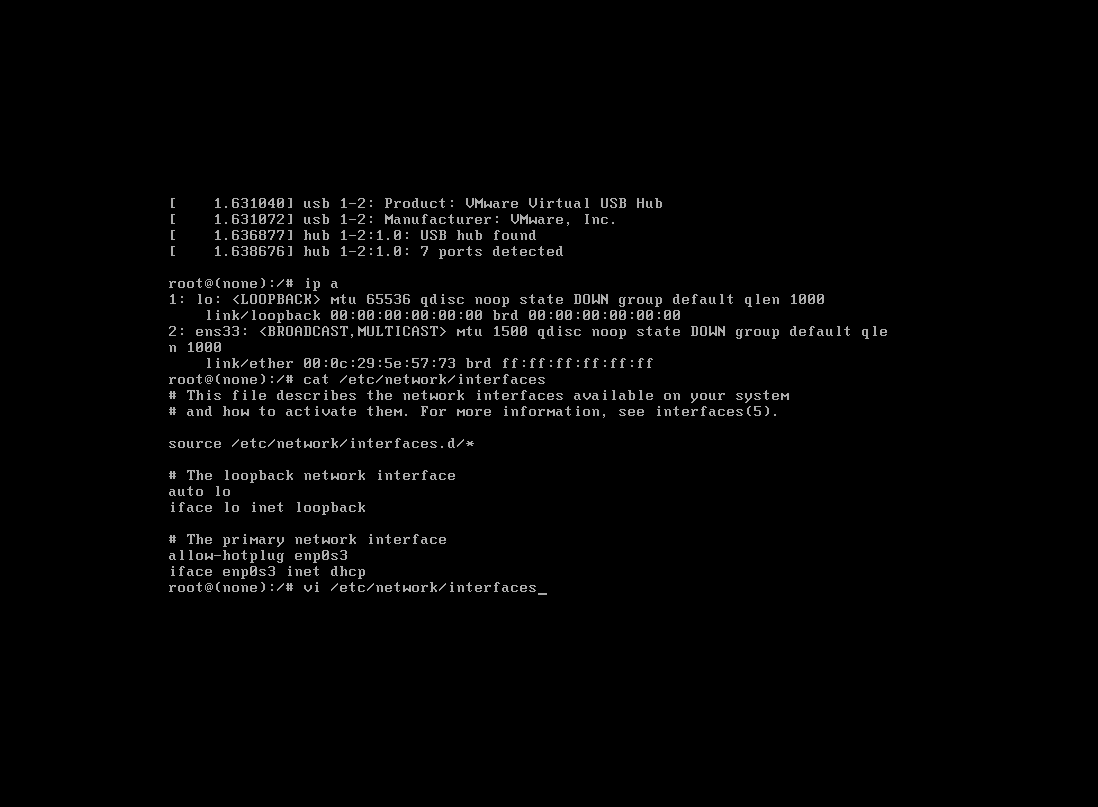 [    1.631040] usb 1-2: Product: VMware Virtual USB Hub
[    1.631072] usb 1-2: Manufacturer: VMware, Inc.
[    1.636877] hub 1-2:1.0: USB hub found
[    1.638676] hub 1-2:1.0: 7 ports detected
root@(none):/# ip a
1: lo: <LOOPBACK> mtu 65536 qdisc noop state DOWN group default qlen 1000
    link/loopback 00:00:00:00:00:00 brd 00:00:00:00:00:00
2: ens33: <BROADCAST,MULTICAST> mtu 1500 qdisc noop state DOWN group default qle
n 1000
    link/ether 00:0c:29:5e:57:73 brd ff:ff:ff:ff:ff:ff
root@(none):/# cat /etc/network/interfaces
# This file describes the network interfaces available on your system
# and how to activate them. For more information, see interfaces(5).
source /etc/network/interfaces.d/*
# The loopback network interface
auto lo
iface lo inet loopback
# The primary network interface
allow-hotplug enp0s3
iface enp0s3 inet dhcp
root@(none):/# vi /etc/network/interfaces_